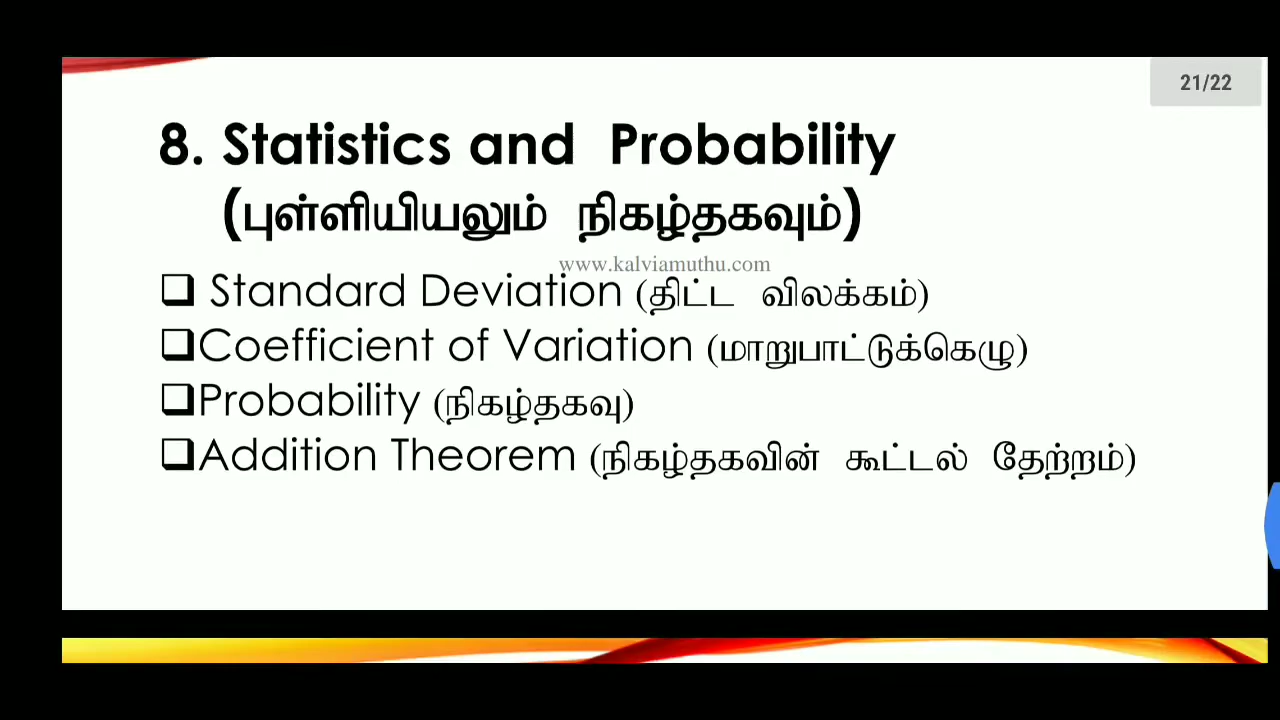 21/22
8. Statistics and Probability
(புள்ளியியலும் நிகழ்தகவும்)
www.kalviamuthu.com
Standard Deviation (திட்ட விலக்கம்)
Coefficient of Variation (மாறுபாட்டுக்கெழு)
Probability (நிகழ்தகவு)
Addition Theorem (நிகழ்தகவின் கூட்டல் தேற்றம்)